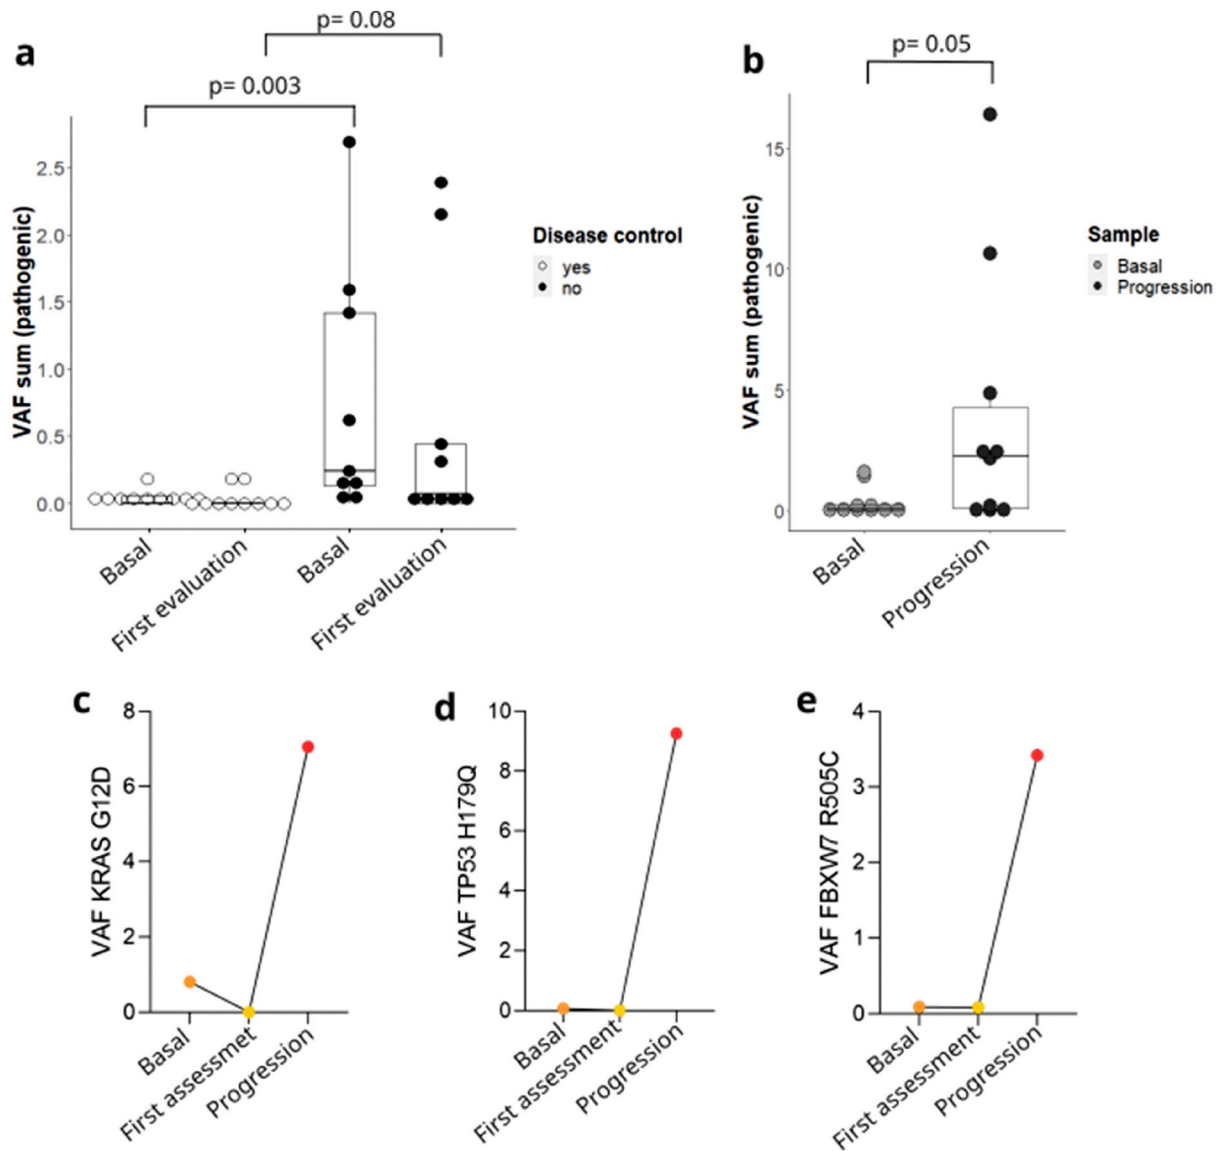 a
p= 0.08
p= 0.003
VAF sum (pathogenic)
2.5
2.0
1.5
1.0
0.5
0.0
Basal
First evaluation
Basal
First evaluation
Disease control
yes
no
b
p= 0.05
VAF sum (pathogenic)
15
10
5
0
Basal
Progression
Sample
Basal
Progression
c
VAF KRAS G12D
8
6
4
2
0
Basal
First assessmet
Progression
d
VAF TP53 H179Q
10
8
6
4
2
0
Basal
First assessment
Progression
e
VAF FBXW7 R505C
4
3
2
1
0
Basal
First assessment
Progression